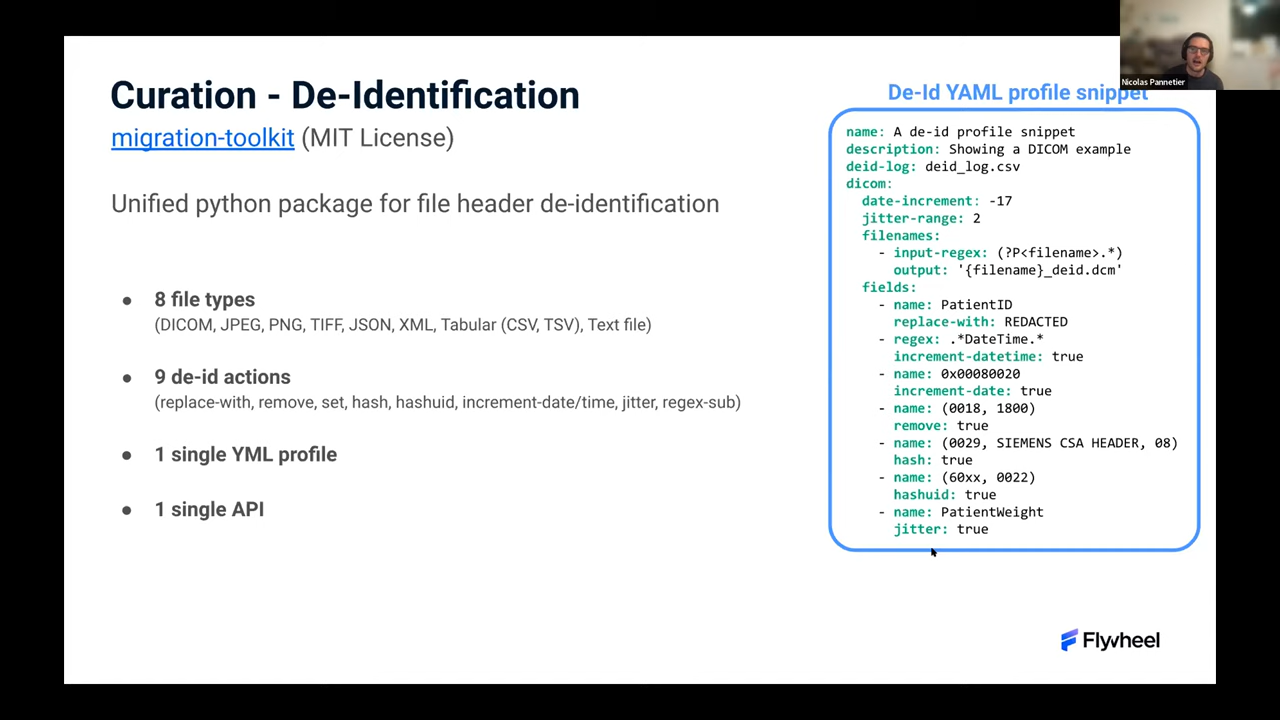 Curation - De-Identification
migration-toolkit (MIT License)
Unified python package for file header de-identification
● 8 file types
(DICOM, JPEG, PNG, TIFF, JSON, XML, Tabular (CSV, TSV), Text file)
● 9 de-id actions
(replace-with, remove, set, hash, hashuid, increment-date/time, jitter, regex-sub)
● 1 single YML profile
● 1 single API
Nicolas Pannetier
De-Id YAML profile snippet
name: A de-id profile snippet
description: Showing a DICOM example
deid-log: deid_log.csv
dicom:
date-increment: -17
jitter-range: 2
filenames:
- input-regex: (?P<filename>.*)
output: '{filename}_deid.dcm'
fields:
- name: PatientID
replace-with: REDACTED
- regex: .*DateTime.*
increment-datetime: true
- name: 0x00080020
increment-date: true
- name: (0018, 1800)
remove: true
- name: (0029, SIEMENS CSA HEADER, 08)
hash: true
- name: (60xx, 0022)
hashuid: true
- name: PatientWeight
jitter: true
Flywheel